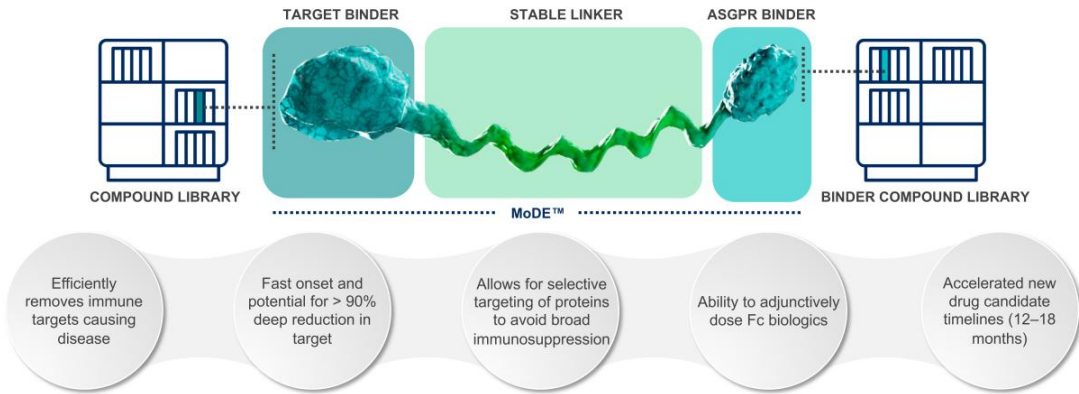 TARGET BINDER
STABLE LINKER
ASGPR BINDER
COMPOUND LIBRARY
BINDER COMPOUND LIBRARY
MoDE™
Efficiently
removes immune
targets causing
disease
Fast onset and
potential for > 90%
deep reduction in
target
Allows for selective
targeting of proteins
to avoid broad
immunosuppression
Ability to adjunctively
dose Fc biologics
Accelerated new
drug candidate
timelines (12–18
months)